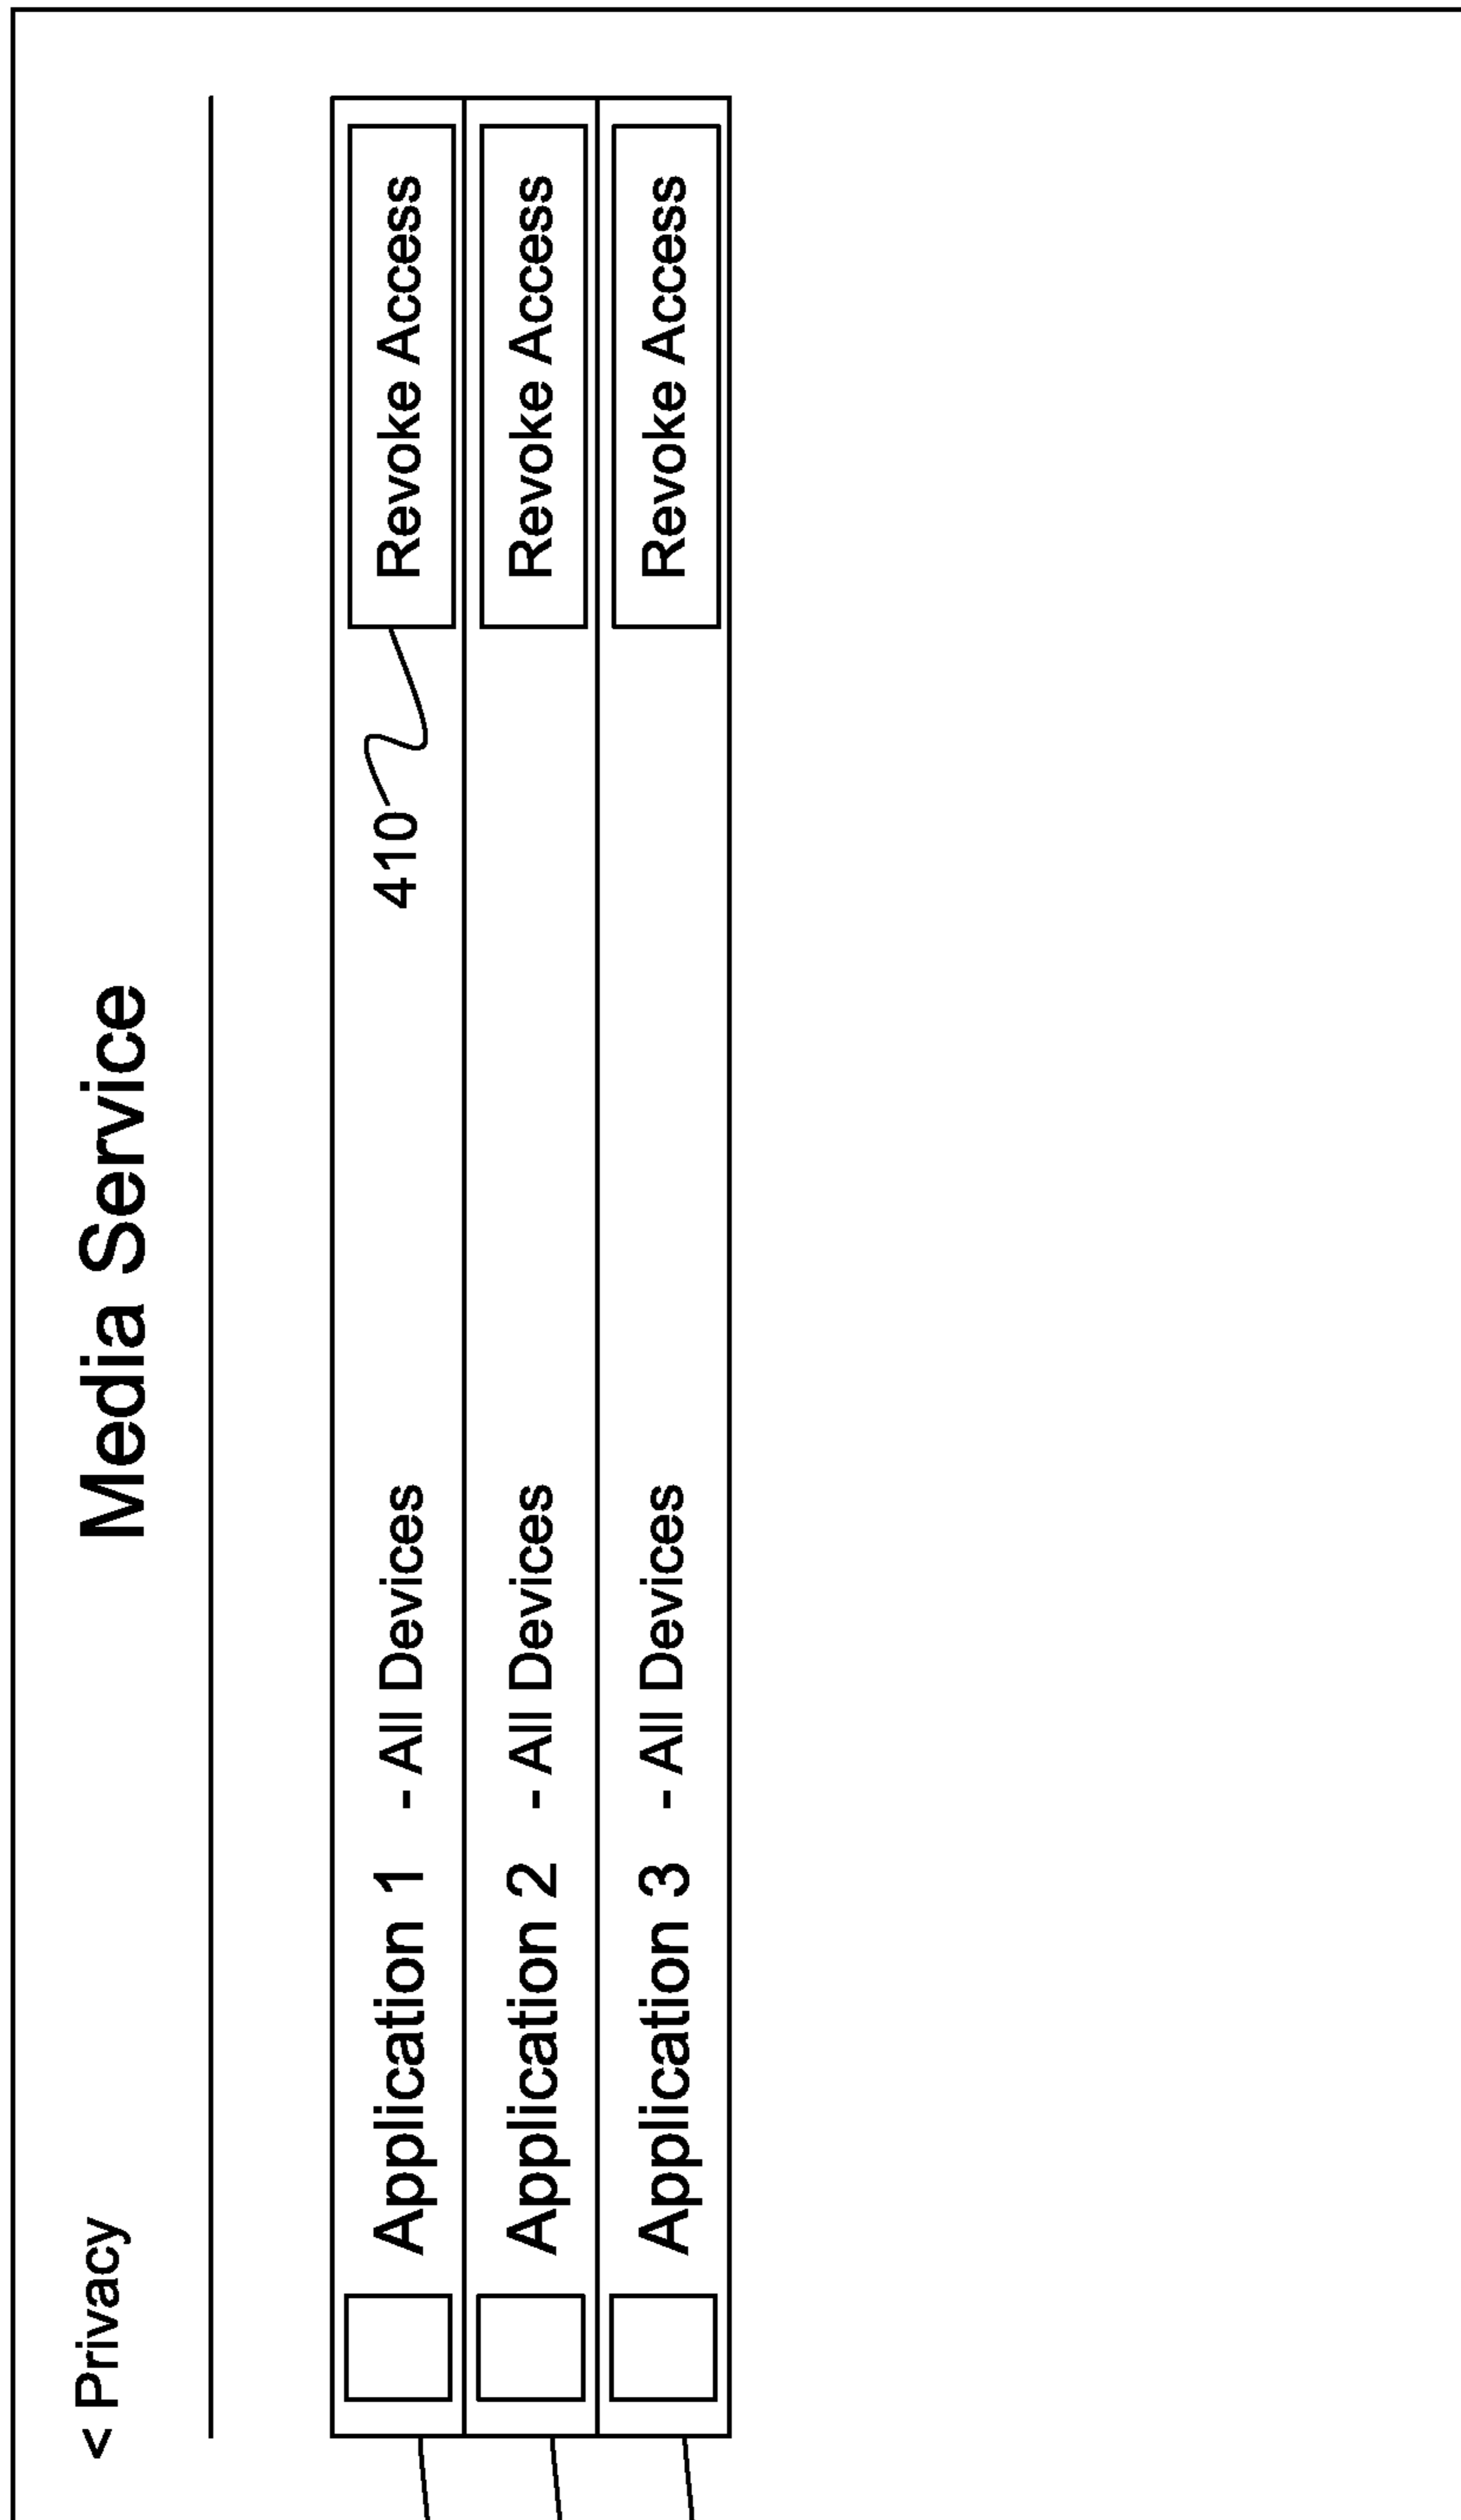 < Privacy
Media Service
Application 1 - All Devices 410 Revoke Access
Application 2 - All Devices Revoke Access
Application 3 - All Devices Revoke Access